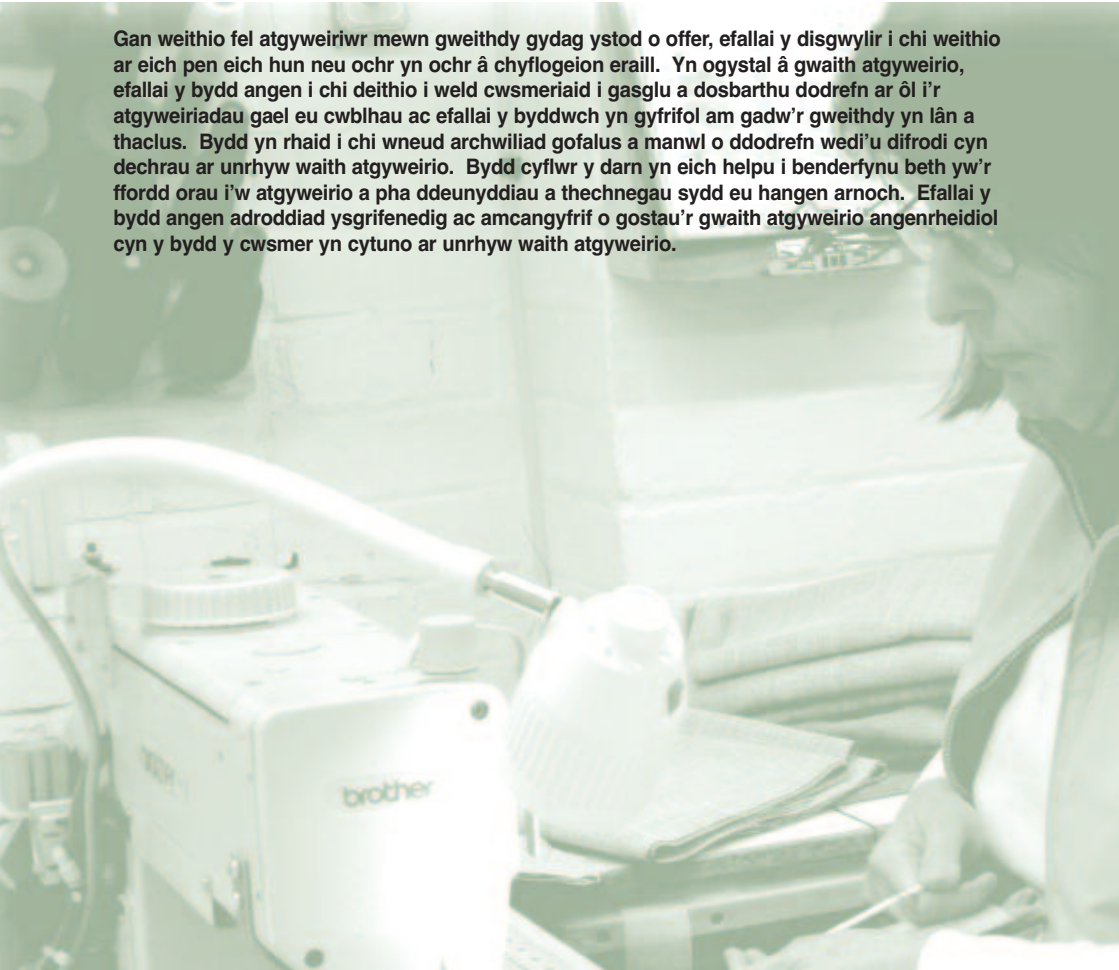 Gan weithio fel atgyweiriwr mewn gweithdy gydag ystod o offer, efallai y disgwylir i chi weithio
ar eich pen eich hun neu ochr yn ochr â chyflogeion eraill.  Yn ogystal â gwaith atgyweirio,
efallai y bydd angen i chi deithio i weld cwsmeriaid i gasglu a dosbarthu dodrefn ar ôl i'r
atgyweiriadau gael eu cwblhau ac efallai y byddwch yn gyfrifol am gadw'r gweithdy yn lân a
thaclus.  Bydd yn rhaid i chi wneud archwiliad gofalus a manwl o ddodrefn wedi'u difrodi cyn
dechrau ar unrhyw waith atgyweirio.  Bydd cyflwr y darn yn eich helpu i benderfynu beth yw'r
ffordd orau i'w atgyweirio a pha ddeunyddiau a thechnegau sydd eu hangen arnoch.  Efallai y
bydd angen adroddiad ysgrifenedig ac amcangyfrif o gostau'r gwaith atgyweirio angenrheidiol
cyn y bydd y cwsmer yn cytuno ar unrhyw waith atgyweirio.
brother